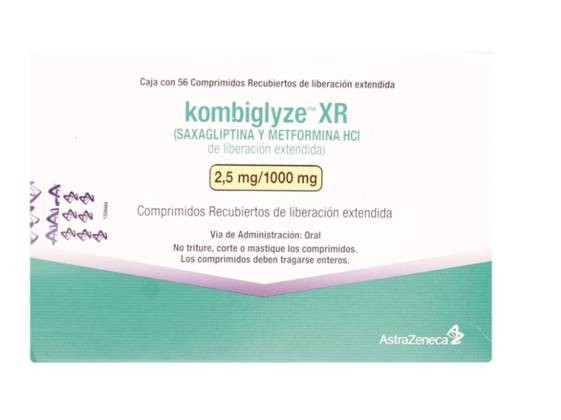 Caja con 56 Comprimidos Recubiertos de liberación extendida
kombiglyze™ XR
(SAXAGLIPTINA Y METFORMINA HCl
de liberación extendida)
2,5 mg/1000 mg
Comprimidos Recubiertos de liberación extendida
Via de Administración: Oral
No triture, corte o mastique los comprimidos.
Los comprimidos deben tragarse enteros.
AstraZeneca